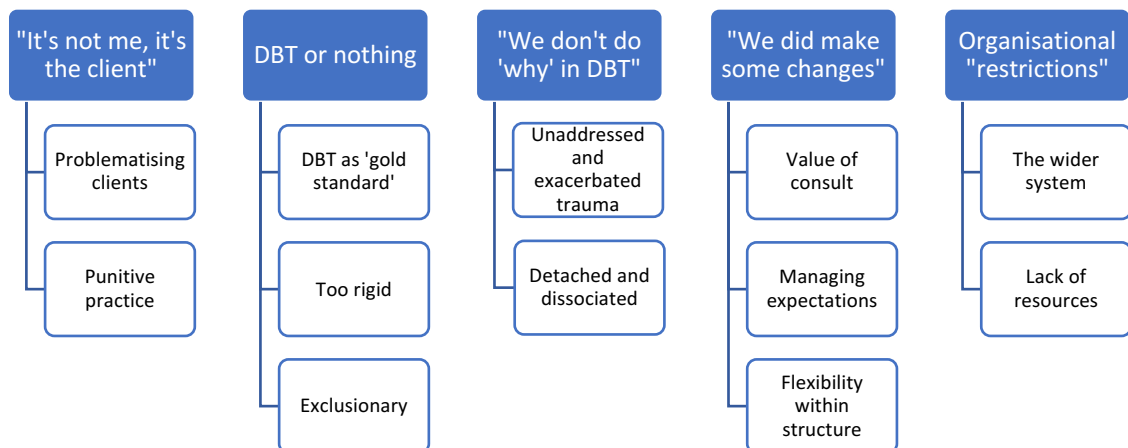 "It's not me, it's
the client"
Problematising
clients
Punitive
practice
DBT or nothing
DBT as 'gold
standard'
Too rigid
Exclusionary
"We don't do
'why' in DBT"
Unaddressed
and
exacerbated
trauma
Detached and
dissociated
"We did make
some changes"
Value of
consult
Managing
expectations
Flexibility
within
structure
Organisational
"restrictions"
The wider
system
Lack of
resources